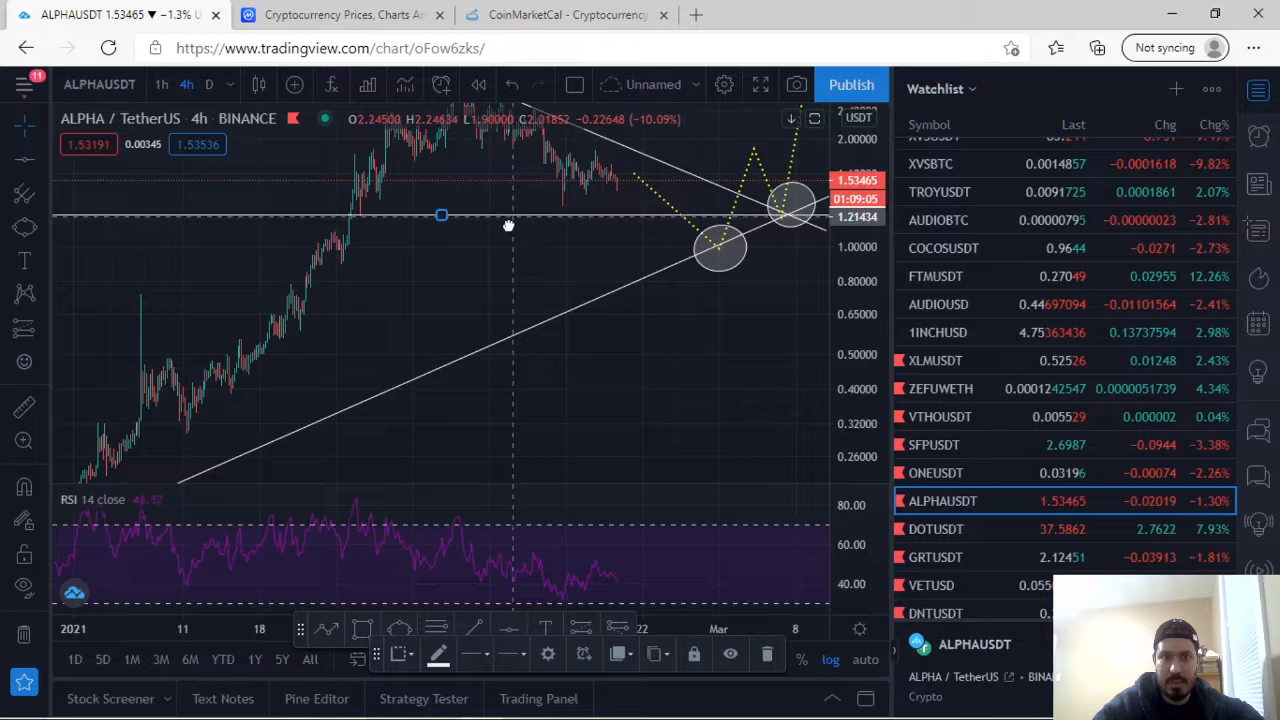 ALPHAUSDT 1.53465 ▼ −1.3% U
Cryptocurrency Prices, Charts An
CoinMarketCal - Cryptocurrency
https://www.tradingview.com/chart/oFow6zks/
Not syncing
11
ALPHAUSDT 1h 4h D
Unnamed
Publish
Watchlist
ALPHA / TetherUS · 4h · BINANCE
O2.24500 H2.24634 L1.90000 C2.01852 −0.22648 (−10.09%)
USDT
1.53191 0.00345 1.53536
Symbol Last Chg Chg%
XVSBTC 0.0014857 −0.0001618 −9.82%
TROYUSDT 0.0091725 0.0001186 2.07%
AUDIOBTC 0.00000795 −0.00000023 −2.81%
COCOSUSDT 0.9644 −0.0271 −2.73%
FTMUSDT 0.27049 0.02955 12.26%
AUDIOUSD 0.44697094 −0.01101564 −2.41%
1INCHUSD 4.75363436 0.13737594 2.98%
XLMUSDT 0.52526 0.01248 2.43%
ZEFUWETH 0.0001242547 0.0000051739 4.34%
VTHOUSDT 0.005529 0.000002 0.04%
SFPUSDT 2.6987 −0.0944 −3.38%
ONEUSDT 0.03196 −0.00074 −2.26%
ALPHAUSDT 1.53465 −0.02019 −1.30%
DOTUSDT 37.5862 2.7622 7.93%
GRTUSDT 2.12451 −0.03913 −1.81%
VETUSD
DNTUSDT
2.00000
1.53465
01:09:05
1.21434
1.00000
0.80000
0.65000
0.50000
0.40000
0.32000
0.26000
RSI 14 close 46.32
80.00
60.00
40.00
2021 11 18 22 Mar 8
1D 5D 1M 3M 6M YTD 1Y 5Y All
% log auto
Stock Screener Text Notes Pine Editor Strategy Tester Trading Panel
ALPHAUSDT
ALPHA / TetherUS
Crypto